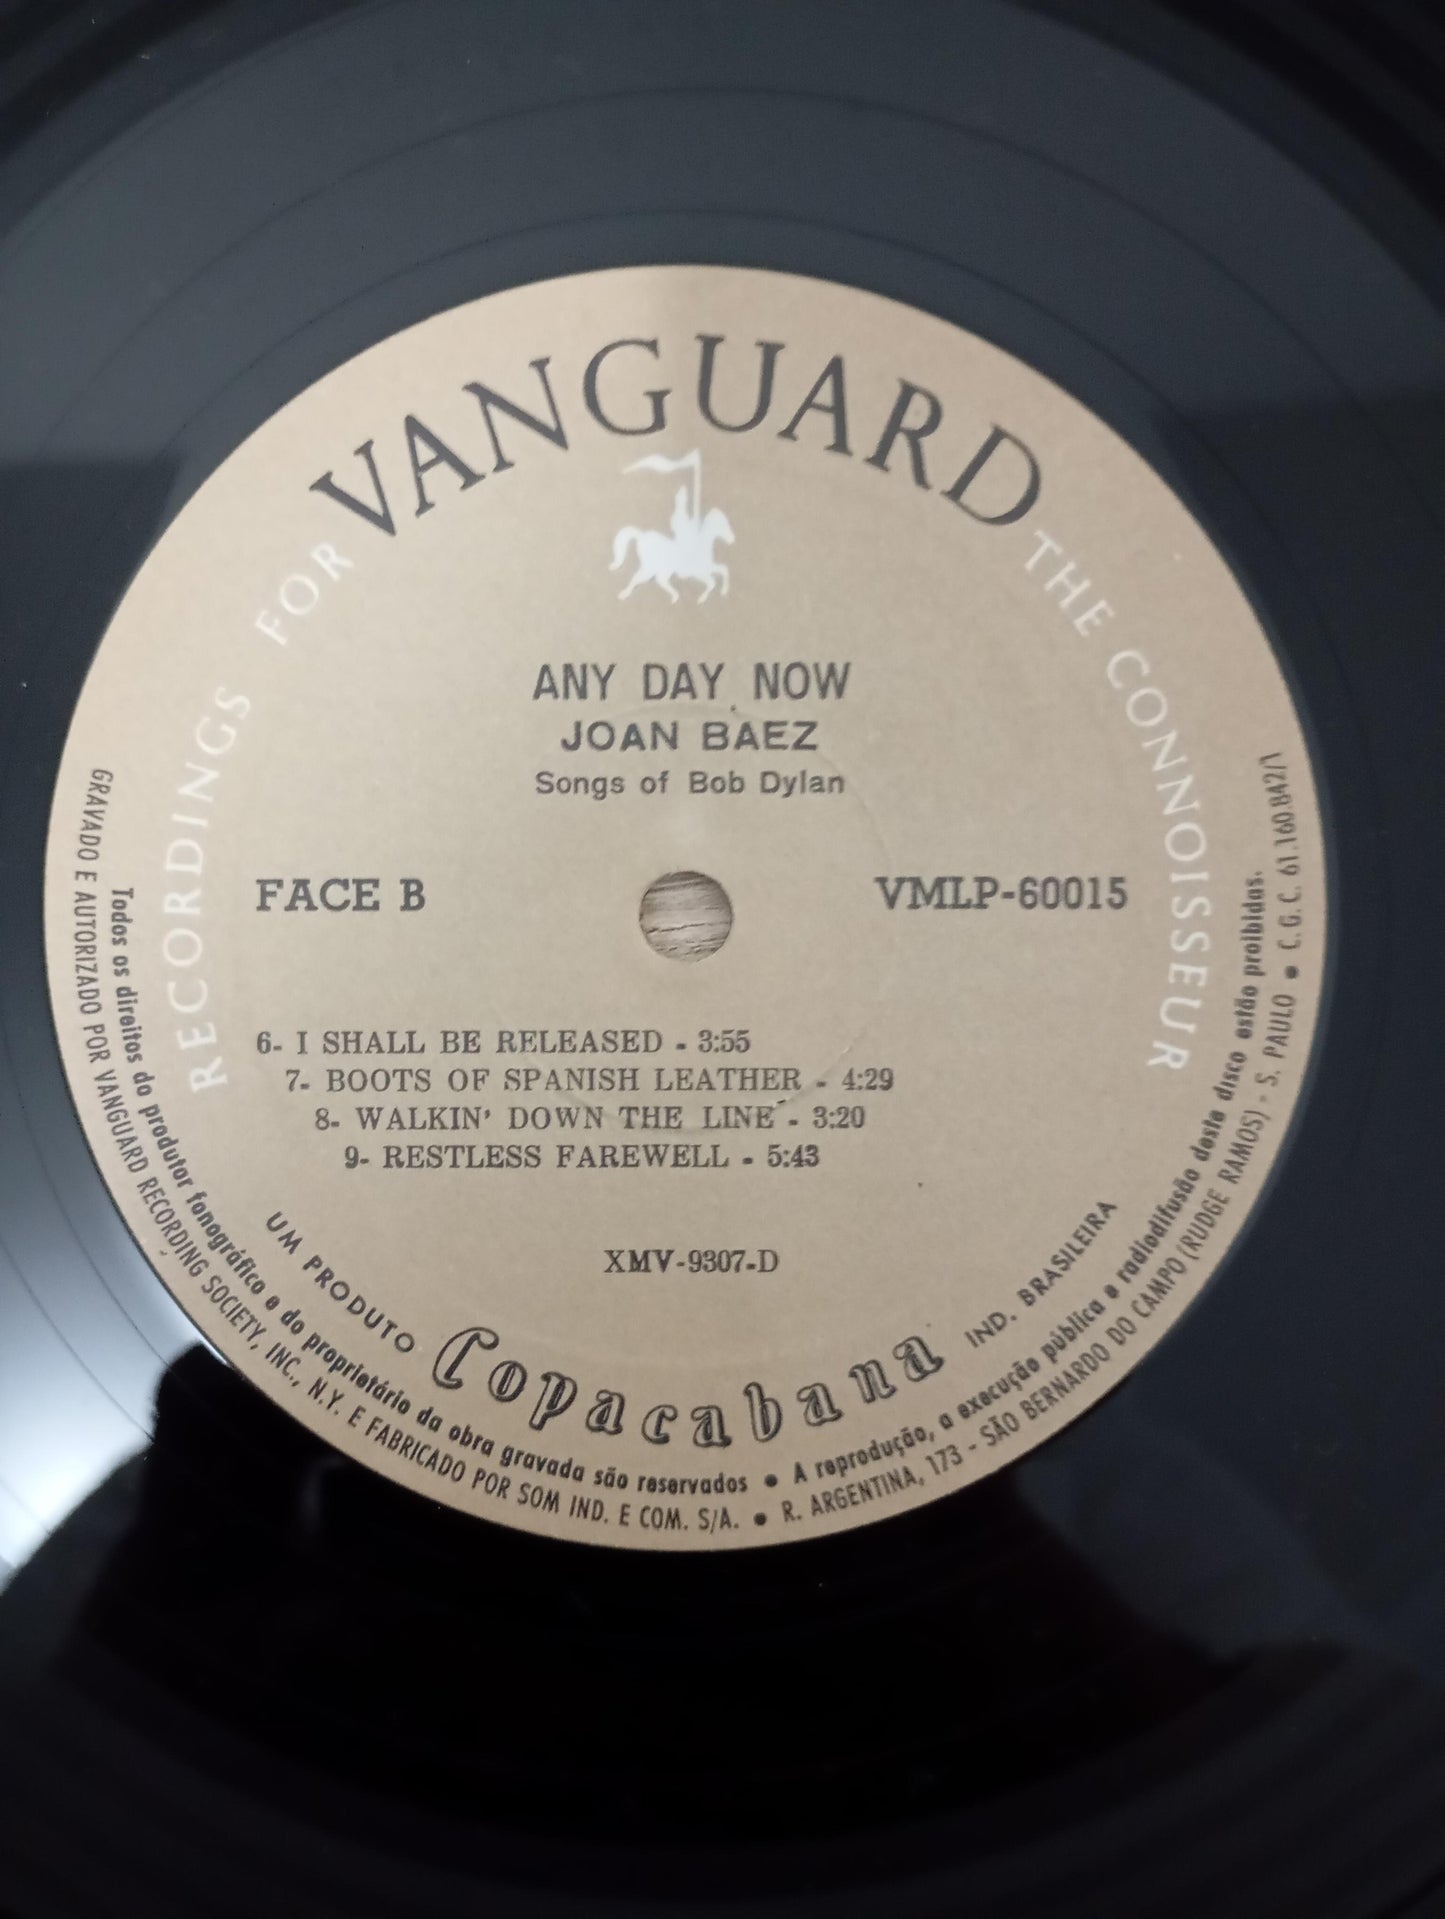 VANGUARD
RECORDINGS FOR THE CONNOISSEUR
ANY DAY NOW
JOAN BAEZ
Songs of Bob Dylan
FACE B
VMLP-60015
6- I SHALL BE RELEASED - 3:55
7- BOOTS OF SPANISH LEATHER - 4:29
8- WALKIN' DOWN THE LINE - 3:20
9- RESTLESS FAREWELL - 5:43
XMV-9307-D
UM PRODUTO Copacabana IND. BRASILEIRA
Todos os direitos do produtor fonográfico e do proprietário da obra gravada são reservados ● A reprodução, a execução pública e radiodifusão deste disco estão proibidas.
GRAVADO E AUTORIZADO POR VANGUARD RECORDING SOCIETY, INC., N.Y. E FABRICADO POR SOM IND. E COM. S/A. ● R. ARGENTINA, 173 - SÃO BERNARDO DO CAMPO (RUDGE RAMOS) - S. PAULO ● C.G.C. 61.160.842/1